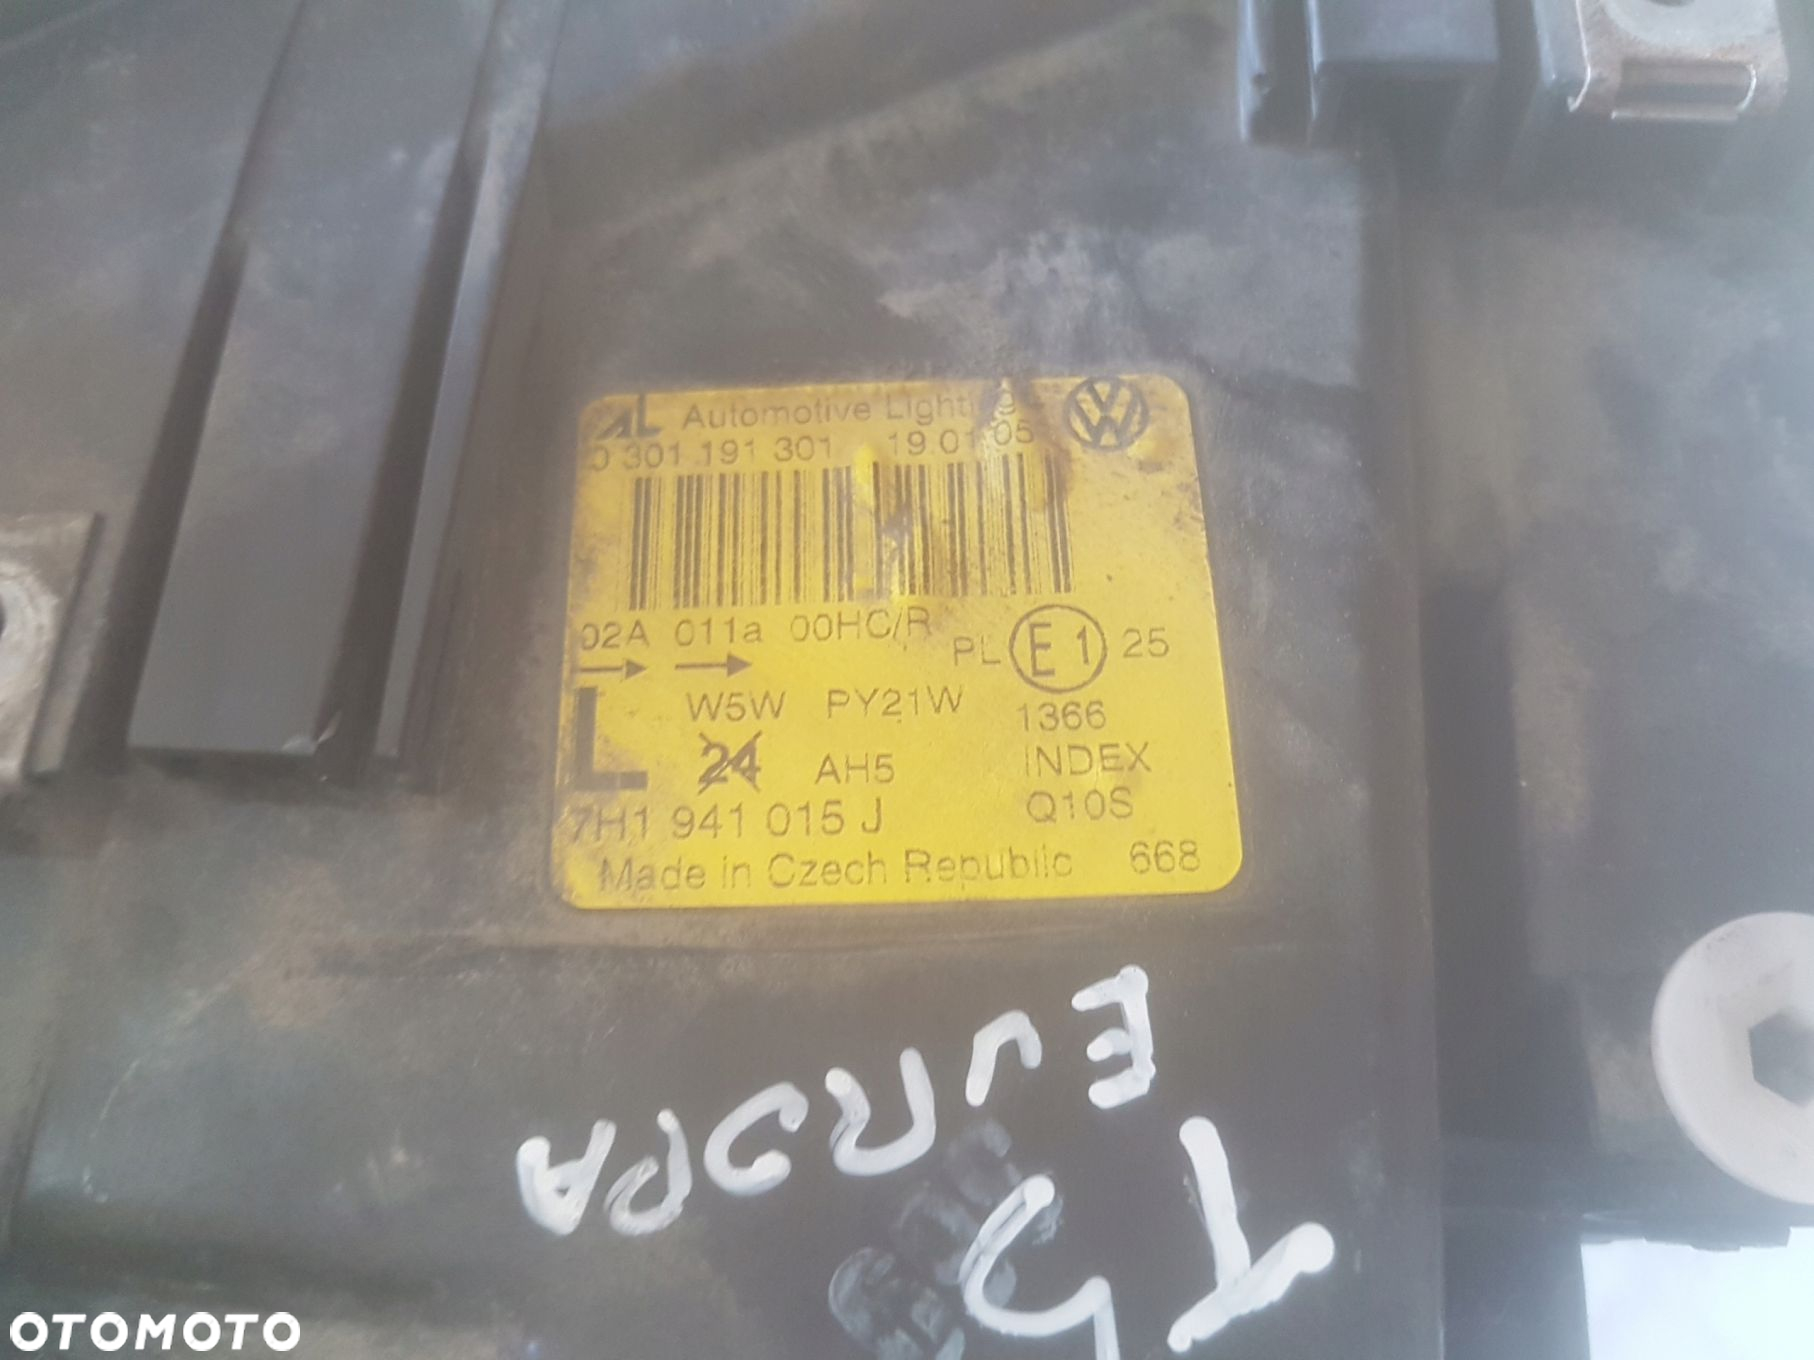 AL Automotive Lighting
0 301 191 301 19.01.05
02A 011a 00HC/R
PL E1 25
L W5W PY21W 1366
24 AH5 INDEX
7H1 941 015 J Q10S
Made in Czech Republic 668
EUROPA
T5
OTOMOTO